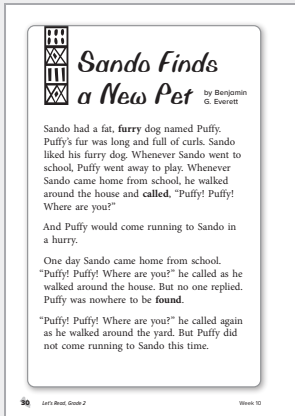 Sando Finds
a New Pet
by Benjamin
G. Everett
Sando had a fat, furry dog named Puffy.
Puffy’s fur was long and full of curls. Sando
liked his furry dog. Whenever Sando went to
school, Puffy went away to play. Whenever
Sando came home from school, he walked
around the house and called, “Puffy! Puffy!
Where are you?”
And Puffy would come running to Sando in
a hurry.
One day Sando came home from school.
“Puffy! Puffy! Where are you?” he called as he
walked around the house. But no one replied.
Puffy was nowhere to be found.
“Puffy! Puffy! Where are you?” he called again
as he walked around the yard. But Puffy did
not come running to Sando this time.
30 Let’s Read, Grade 2 Week 10